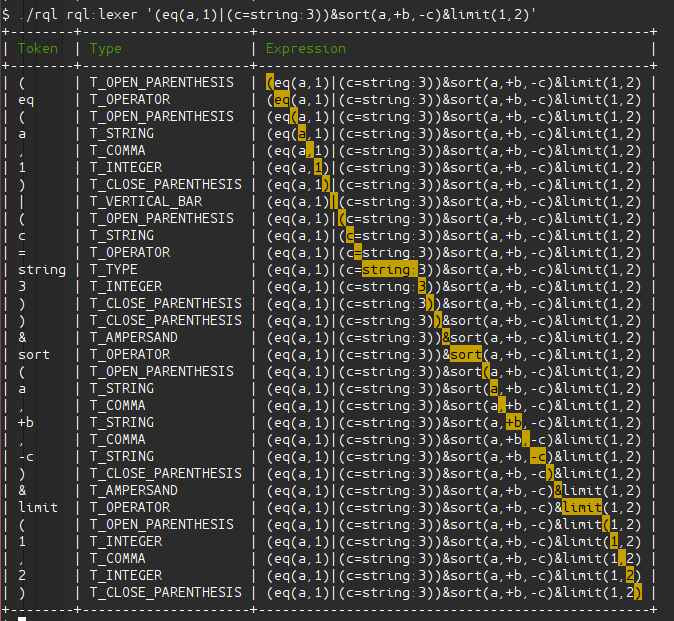 $ ./rql rql:lexer '(eq(a,1)|(c=string:3))&sort(a,+b,-c)&limit(1,2)'
+--------+-------------------+----------------------------------------------+
| Token  | Type              | Expression                                   |
+--------+-------------------+----------------------------------------------+
| (      | T_OPEN_PARENTHESIS  | (eq(a,1)|(c=string:3))&sort(a,+b,-c)&limit(1,2) |
| eq     | T_OPERATOR          | (eq(a,1)|(c=string:3))&sort(a,+b,-c)&limit(1,2) |
| (      | T_OPEN_PARENTHESIS  | (eq(a,1)|(c=string:3))&sort(a,+b,-c)&limit(1,2) |
| a      | T_STRING            | (eq(a,1)|(c=string:3))&sort(a,+b,-c)&limit(1,2) |
| ,      | T_COMMA             | (eq(a,1)|(c=string:3))&sort(a,+b,-c)&limit(1,2) |
| 1      | T_INTEGER           | (eq(a,1)|(c=string:3))&sort(a,+b,-c)&limit(1,2) |
| )      | T_CLOSE_PARENTHESIS | (eq(a,1)|(c=string:3))&sort(a,+b,-c)&limit(1,2) |
| |      | T_VERTICAL_BAR      | (eq(a,1)|(c=string:3))&sort(a,+b,-c)&limit(1,2) |
| (      | T_OPEN_PARENTHESIS  | (eq(a,1)|(c=string:3))&sort(a,+b,-c)&limit(1,2) |
| c      | T_STRING            | (eq(a,1)|(c=string:3))&sort(a,+b,-c)&limit(1,2) |
| =      | T_OPERATOR          | (eq(a,1)|(c=string:3))&sort(a,+b,-c)&limit(1,2) |
| string | T_TYPE              | (eq(a,1)|(c=string:3))&sort(a,+b,-c)&limit(1,2) |
| 3      | T_INTEGER           | (eq(a,1)|(c=string:3))&sort(a,+b,-c)&limit(1,2) |
| )      | T_CLOSE_PARENTHESIS | (eq(a,1)|(c=string:3))&sort(a,+b,-c)&limit(1,2) |
| )      | T_CLOSE_PARENTHESIS | (eq(a,1)|(c=string:3))&sort(a,+b,-c)&limit(1,2) |
| &      | T_AMPERSAND         | (eq(a,1)|(c=string:3))&sort(a,+b,-c)&limit(1,2) |
| sort   | T_OPERATOR          | (eq(a,1)|(c=string:3))&sort(a,+b,-c)&limit(1,2) |
| (      | T_OPEN_PARENTHESIS  | (eq(a,1)|(c=string:3))&sort(a,+b,-c)&limit(1,2) |
| a      | T_STRING            | (eq(a,1)|(c=string:3))&sort(a,+b,-c)&limit(1,2) |
| ,      | T_COMMA             | (eq(a,1)|(c=string:3))&sort(a,+b,-c)&limit(1,2) |
| +b     | T_STRING            | (eq(a,1)|(c=string:3))&sort(a,+b,-c)&limit(1,2) |
| ,      | T_COMMA             | (eq(a,1)|(c=string:3))&sort(a,+b,-c)&limit(1,2) |
| -c     | T_STRING            | (eq(a,1)|(c=string:3))&sort(a,+b,-c)&limit(1,2) |
| )      | T_CLOSE_PARENTHESIS | (eq(a,1)|(c=string:3))&sort(a,+b,-c)&limit(1,2) |
| &      | T_AMPERSAND         | (eq(a,1)|(c=string:3))&sort(a,+b,-c)&limit(1,2) |
| limit  | T_OPERATOR          | (eq(a,1)|(c=string:3))&sort(a,+b,-c)&limit(1,2) |
| (      | T_OPEN_PARENTHESIS  | (eq(a,1)|(c=string:3))&sort(a,+b,-c)&limit(1,2) |
| 1      | T_INTEGER           | (eq(a,1)|(c=string:3))&sort(a,+b,-c)&limit(1,2) |
| ,      | T_COMMA             | (eq(a,1)|(c=string:3))&sort(a,+b,-c)&limit(1,2) |
| 2      | T_INTEGER           | (eq(a,1)|(c=string:3))&sort(a,+b,-c)&limit(1,2) |
| )      | T_CLOSE_PARENTHESIS | (eq(a,1)|(c=string:3))&sort(a,+b,-c)&limit(1,2) |
+--------+-------------------+----------------------------------------------+